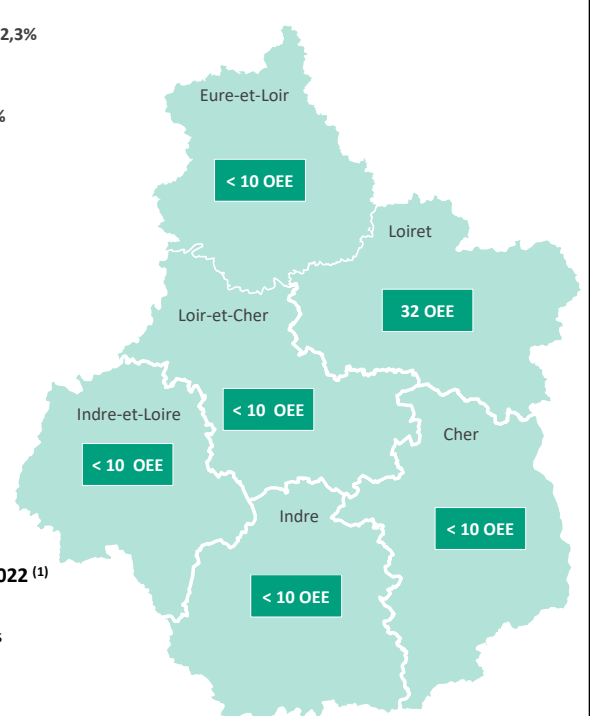 2,3%
Eure-et-Loir
%
< 10 OEE
Loiret
Loir-et-Cher
32 OEE
Indre-et-Loire
< 10 OEE
Cher
< 10 OEE
Indre
< 10 OEE
022 (1)
< 10 OEE
s